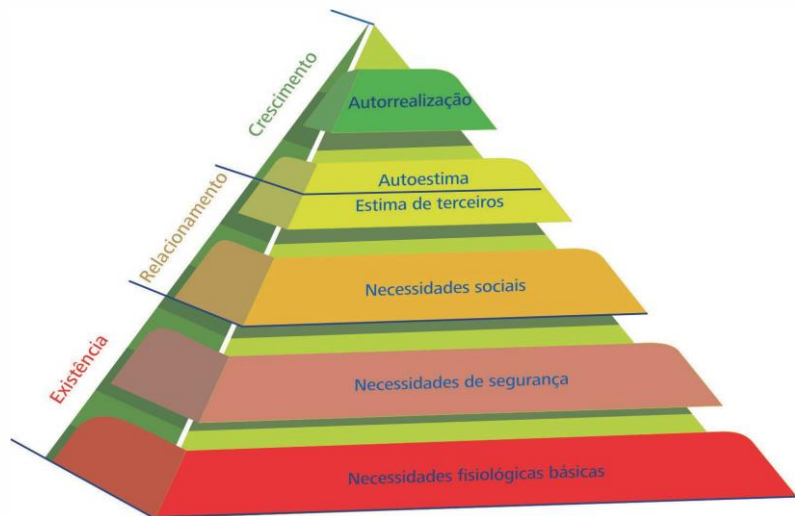 Crescimento
Relacionamento
Existência
Autorrealização
Autoestima
Estima de terceiros
Necessidades sociais
Necessidades de segurança
Necessidades fisiológicas básicas